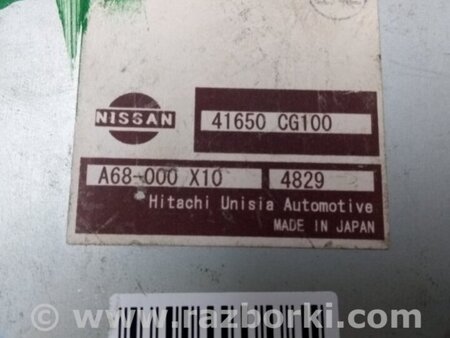 NISSAN
41650 CG100
A68-000 X10
4829
Hitachi Unisia Automotive
MADE IN JAPAN
www.razborki.com